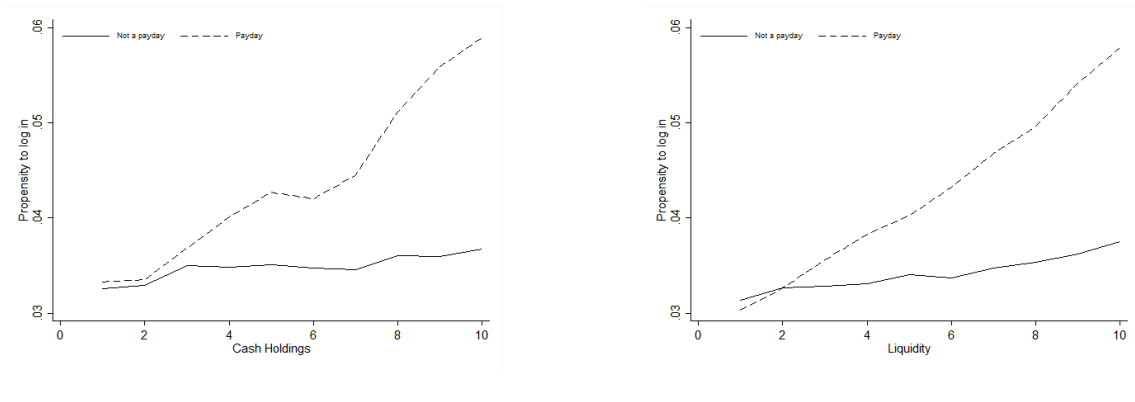 Not a payday
Payday
Propensity to log in
.06
.05
.04
.03
0 2 4 6 8 10
Cash Holdings
Not a payday
Payday
Propensity to log in
.06
.05
.04
.03
0 2 4 6 8 10
Liquidity